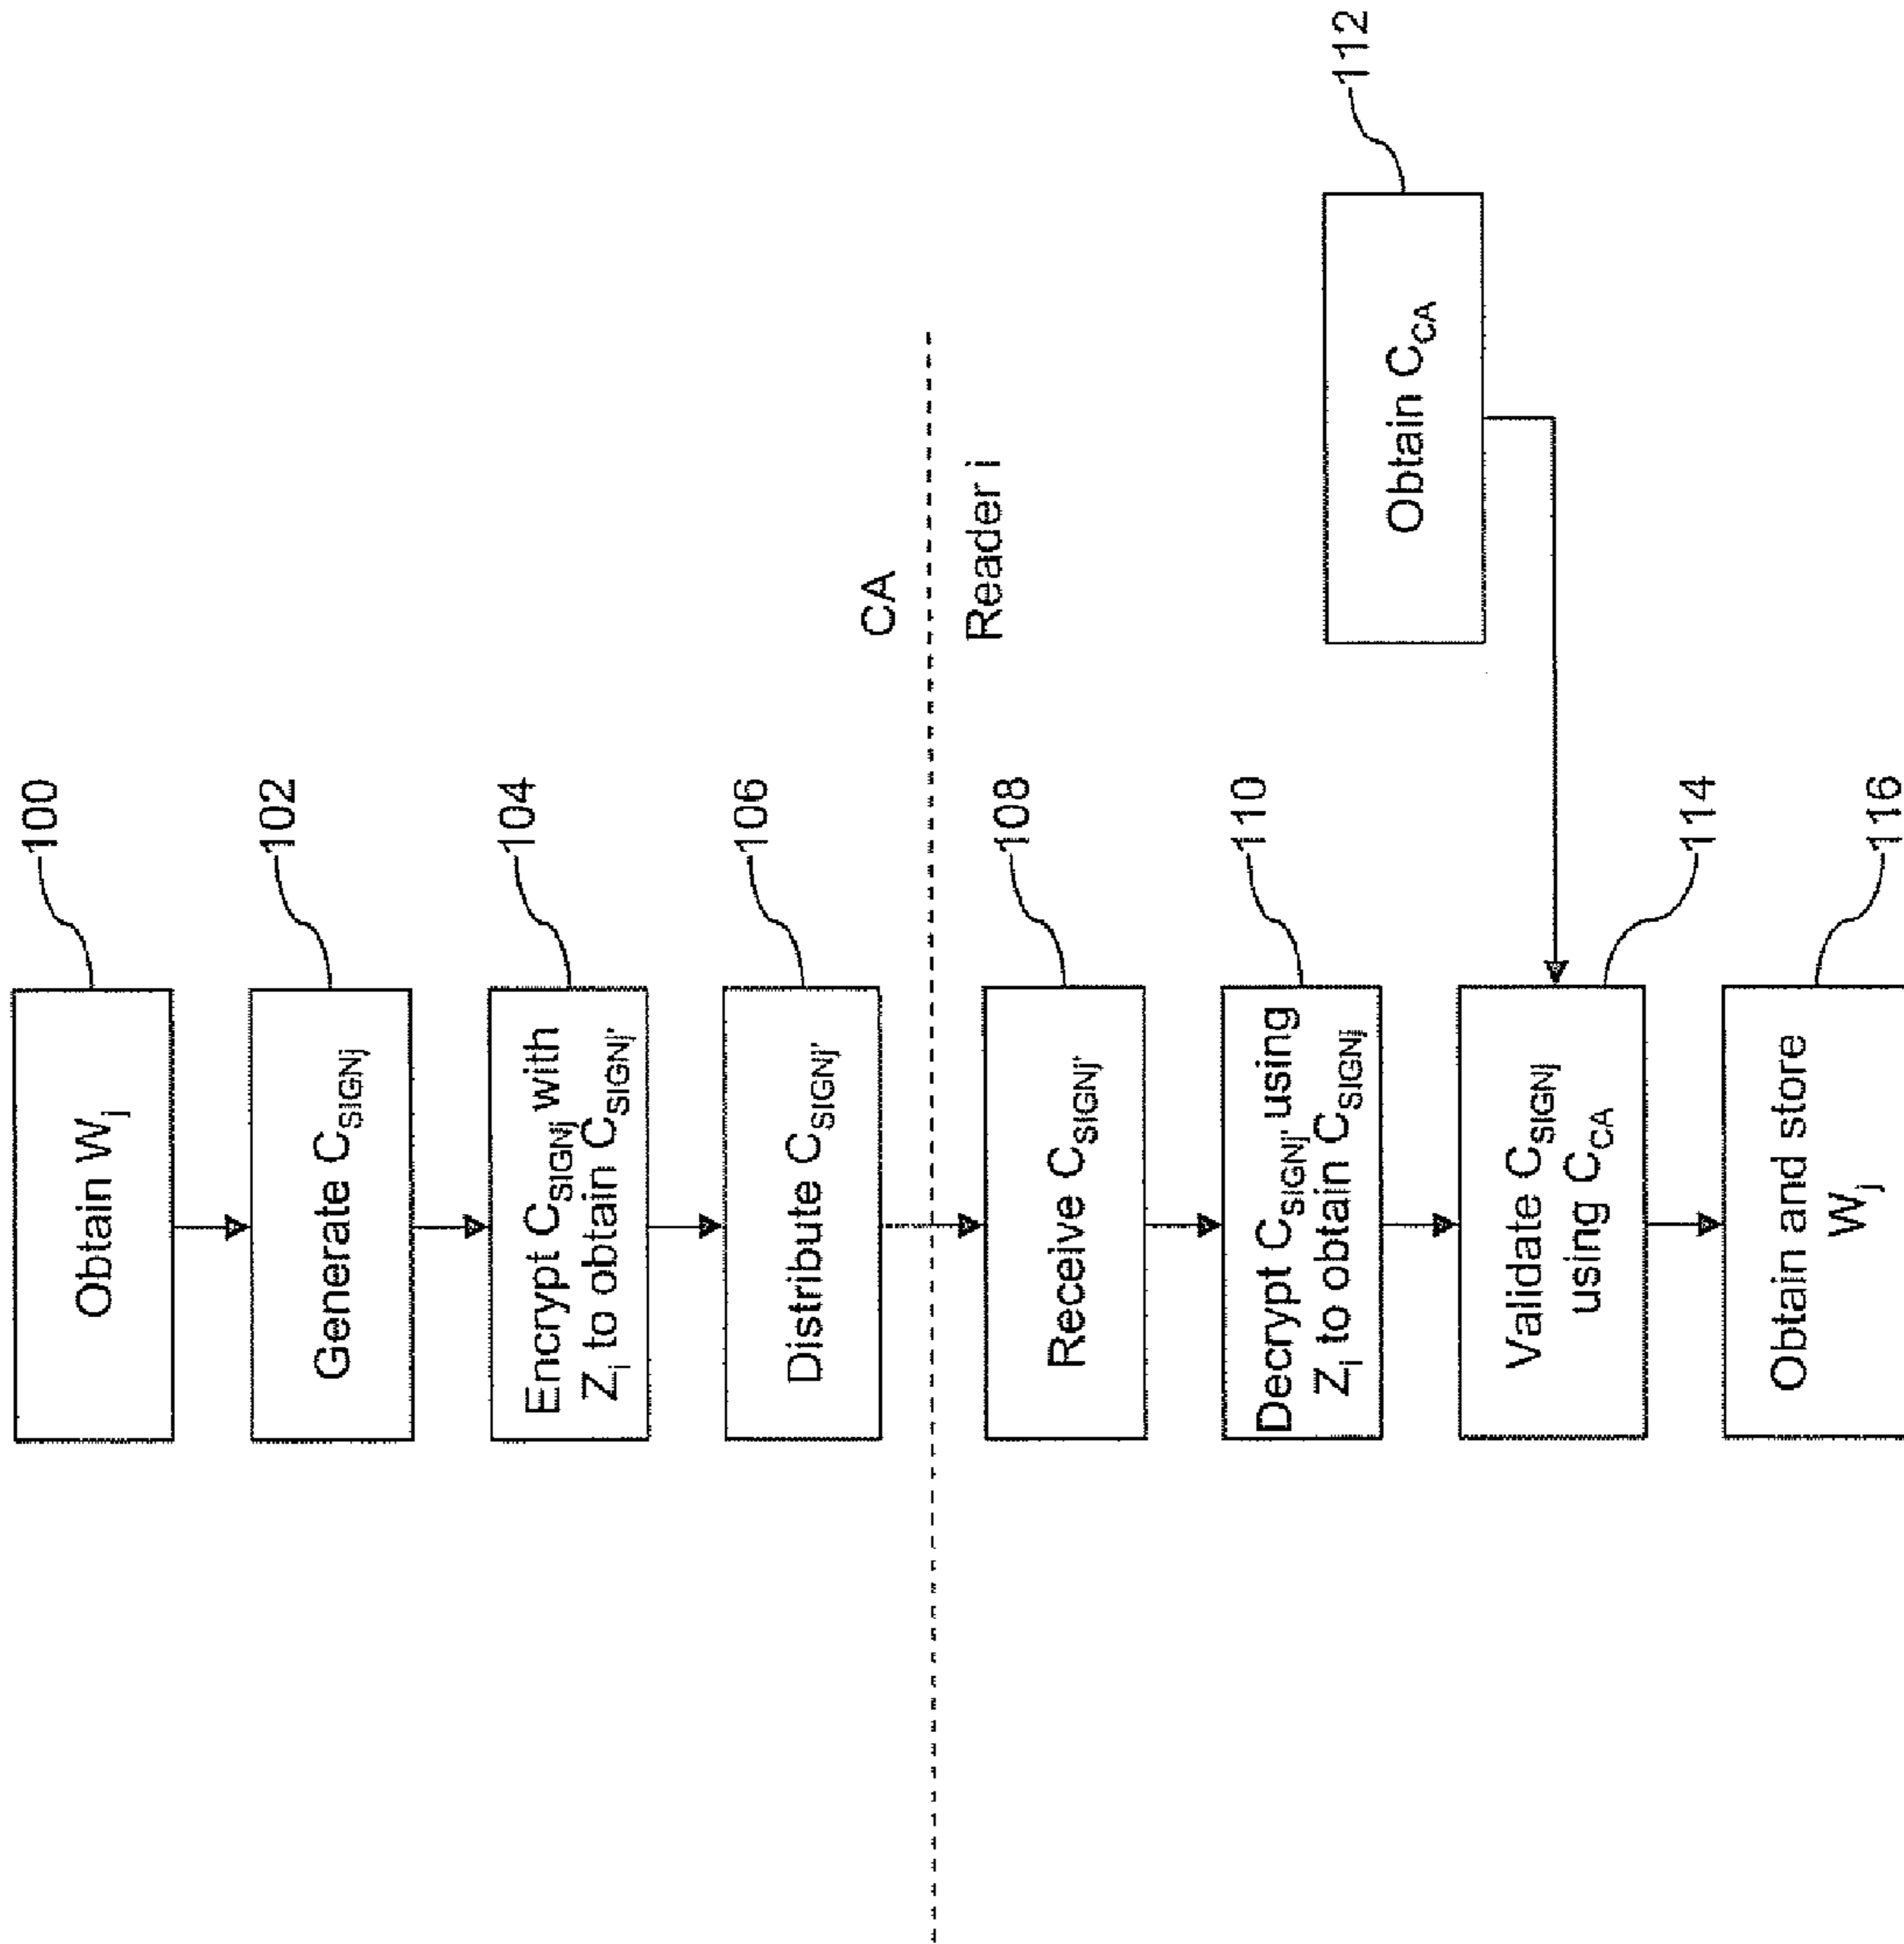 100
Obtain Wj
102
Generate CSIGNj
104
Encrypt CSIGNj with
Zi to obtain CSIGNj'
106
Distribute CSIGNj'
CA
Reader i
108
Receive CSIGNj'
110
Decrypt CSIGNj' using
Zi to obtain CSIGNj
112
Obtain CCA
114
Validate CSIGNj
using CCA
116
Obtain and store
Wj